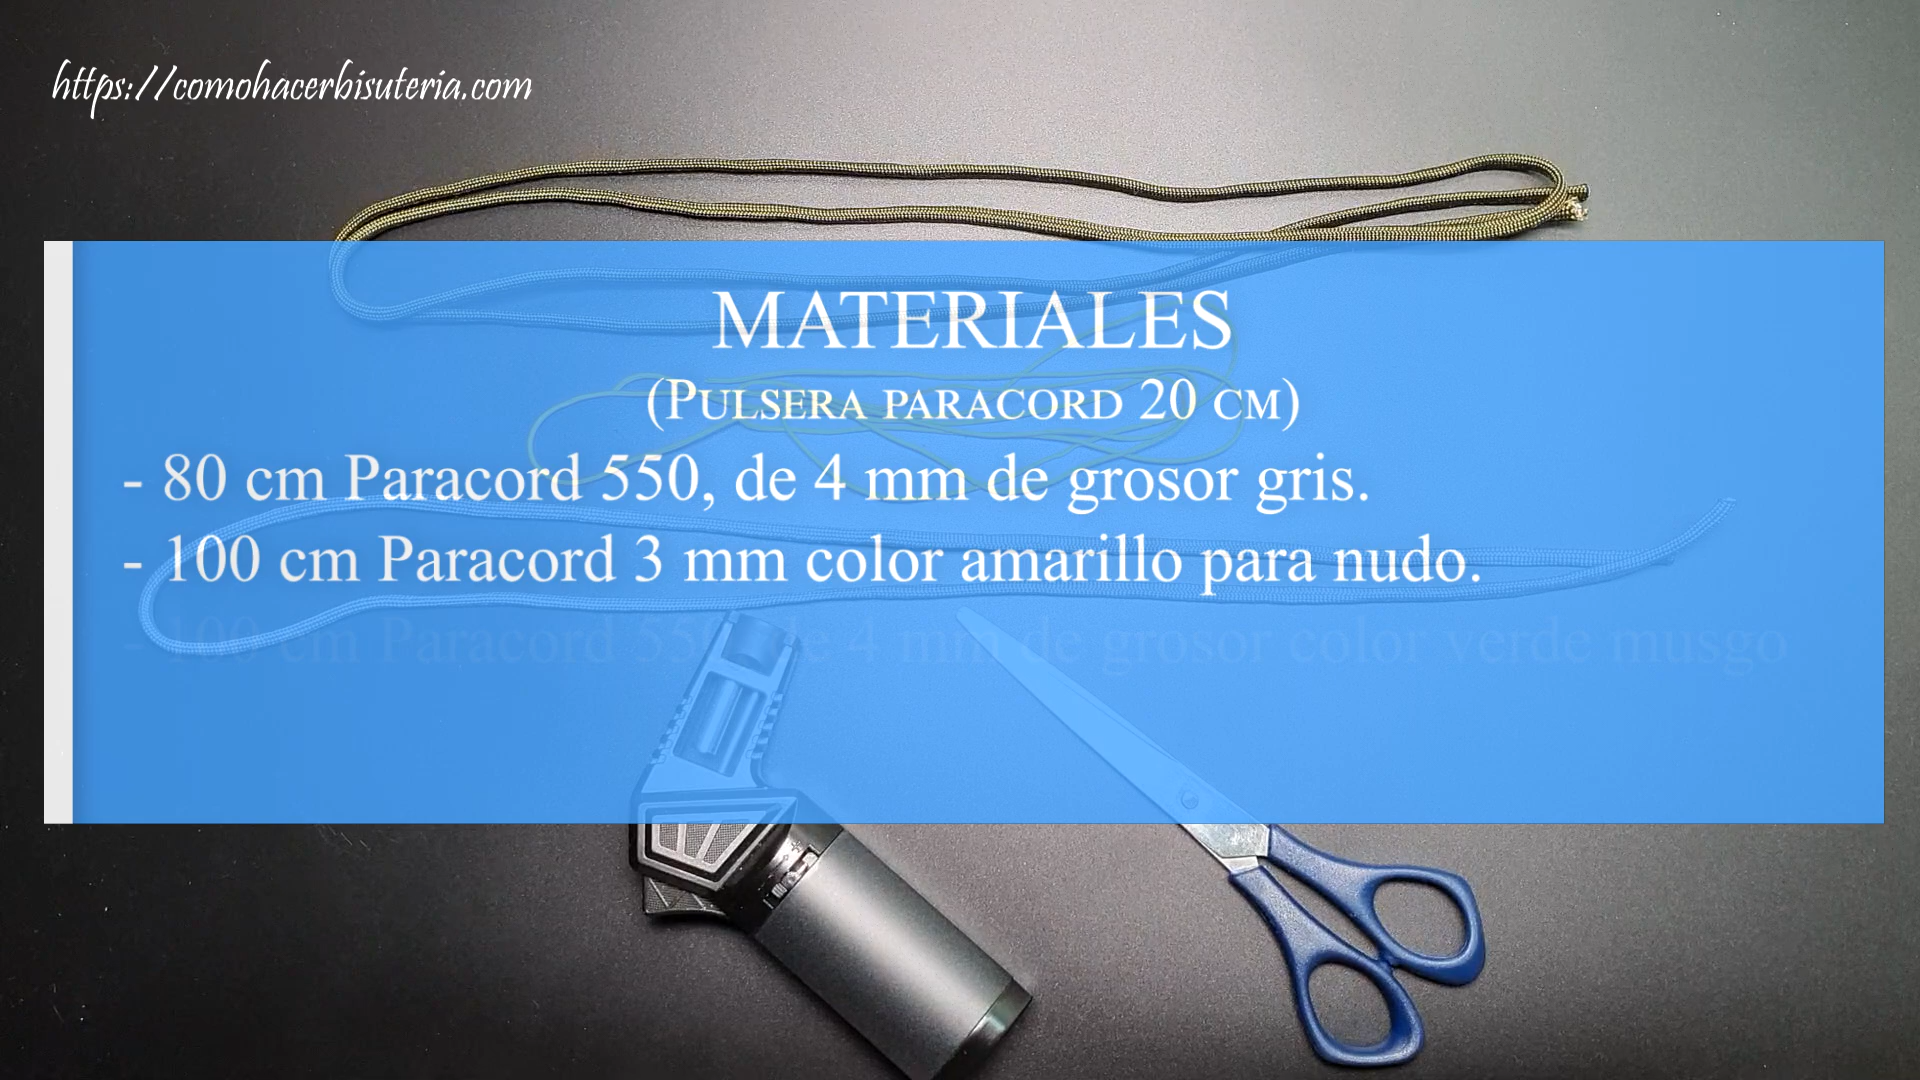 https://comohacerbisuteria.com
MATERIALES
(Pulsera paracord 20 cm)
- 80 cm Paracord 550, de 4 mm de grosor gris.
- 100 cm Paracord 3 mm color amarillo para nudo.
- 100 cm Paracord 550, de 4 mm de grosor color verde musgo